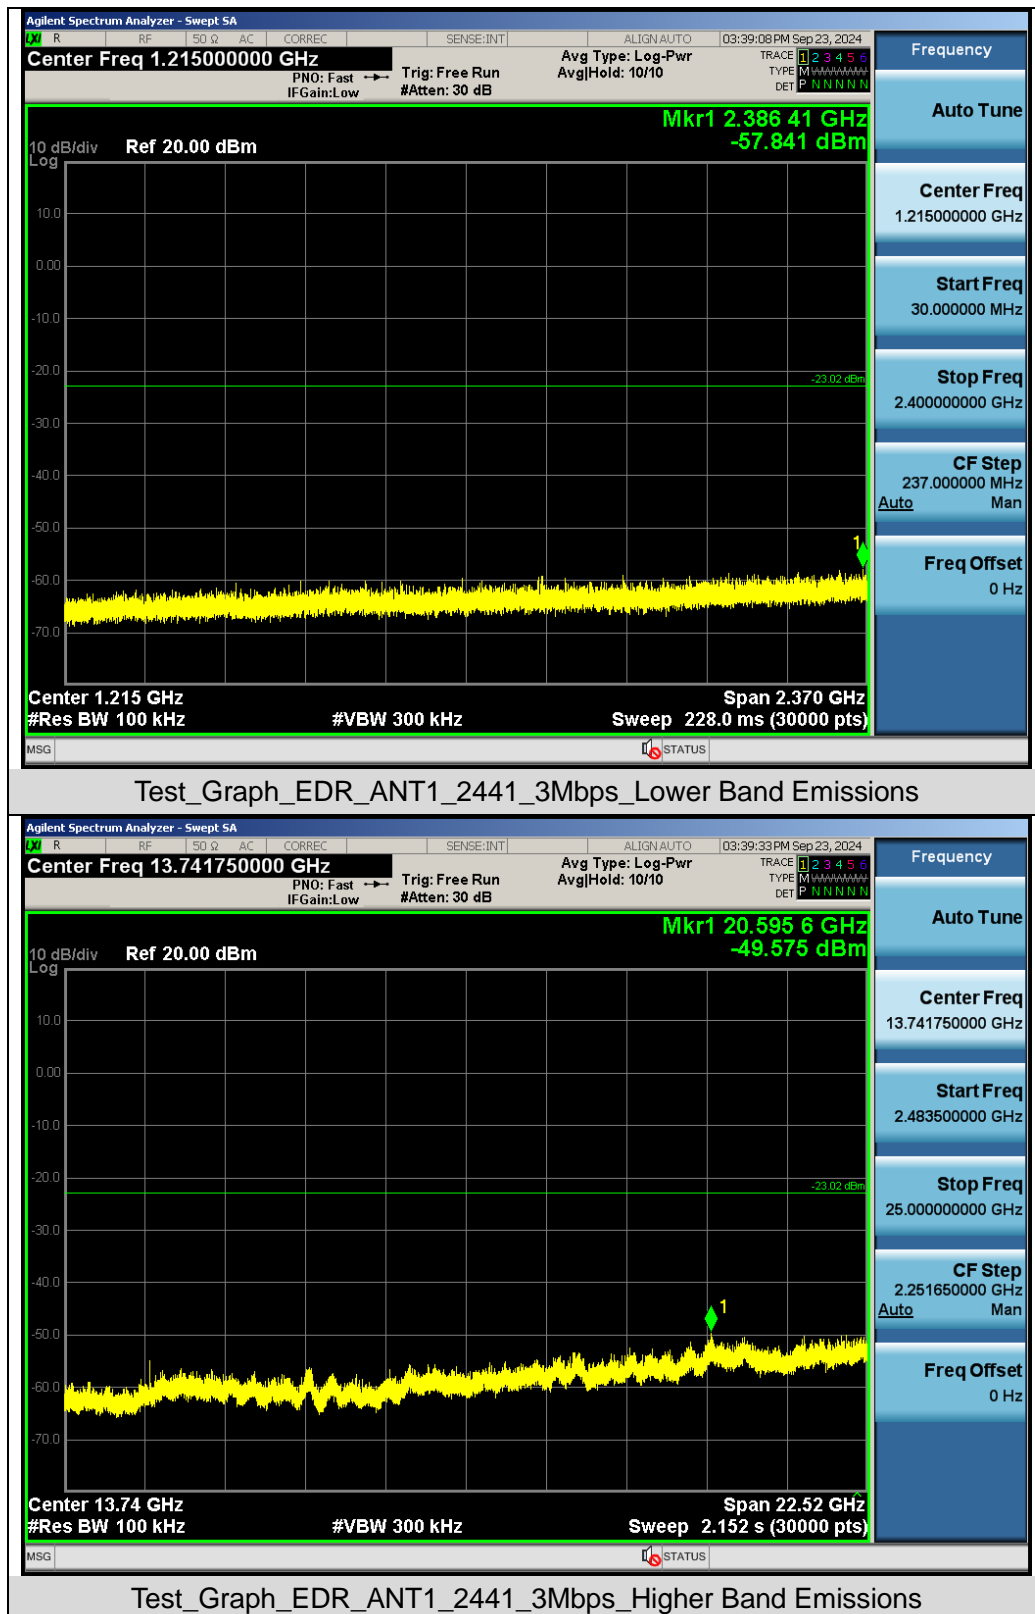 Agilent Spectrum Analyzer - Swept SA
LXI R RF 50 Ω AC CORREC SENSE:INT ALIGN AUTO 03:39:08 PM Sep 23, 2024
Center Freq 1.215000000 GHz
PNO: Fast
IFGain:Low
Trig: Free Run
#Atten: 30 dB
Avg Type: Log-Pwr
Avg|Hold: 10/10
TRACE 1 2 3 4 5 6
TYPE M W W W W W
DET P N N N N N
Mkr1 2.386 41 GHz
-57.841 dBm
10 dB/div Ref 20.00 dBm
Log
10.0
0.00
-10.0
-20.0
-23.02 dBm
-30.0
-40.0
-50.0
1
-60.0
-70.0
Center 1.215 GHz Span 2.370 GHz
#Res BW 100 kHz #VBW 300 kHz Sweep 228.0 ms (30000 pts)
MSG STATUS
Frequency
Auto Tune
Center Freq
1.215000000 GHz
Start Freq
30.000000 MHz
Stop Freq
2.400000000 GHz
CF Step
237.000000 MHz
Auto Man
Freq Offset
0 Hz
Test_Graph_EDR_ANT1_2441_3Mbps_Lower Band Emissions
Agilent Spectrum Analyzer - Swept SA
LXI R RF 50 Ω AC CORREC SENSE:INT ALIGN AUTO 03:39:33 PM Sep 23, 2024
Center Freq 13.741750000 GHz
PNO: Fast
IFGain:Low
Trig: Free Run
#Atten: 30 dB
Avg Type: Log-Pwr
Avg|Hold: 10/10
TRACE 1 2 3 4 5 6
TYPE M W W W W W
DET P N N N N N
Mkr1 20.595 6 GHz
-49.575 dBm
10 dB/div Ref 20.00 dBm
Log
10.0
0.00
-10.0
-20.0
-23.02 dBm
-30.0
-40.0
1
-50.0
-60.0
-70.0
Center 13.74 GHz Span 22.52 GHz
#Res BW 100 kHz #VBW 300 kHz Sweep 2.152 s (30000 pts)
MSG STATUS
Frequency
Auto Tune
Center Freq
13.741750000 GHz
Start Freq
2.483500000 GHz
Stop Freq
25.000000000 GHz
CF Step
2.251650000 GHz
Auto Man
Freq Offset
0 Hz
Test_Graph_EDR_ANT1_2441_3Mbps_Higher Band Emissions